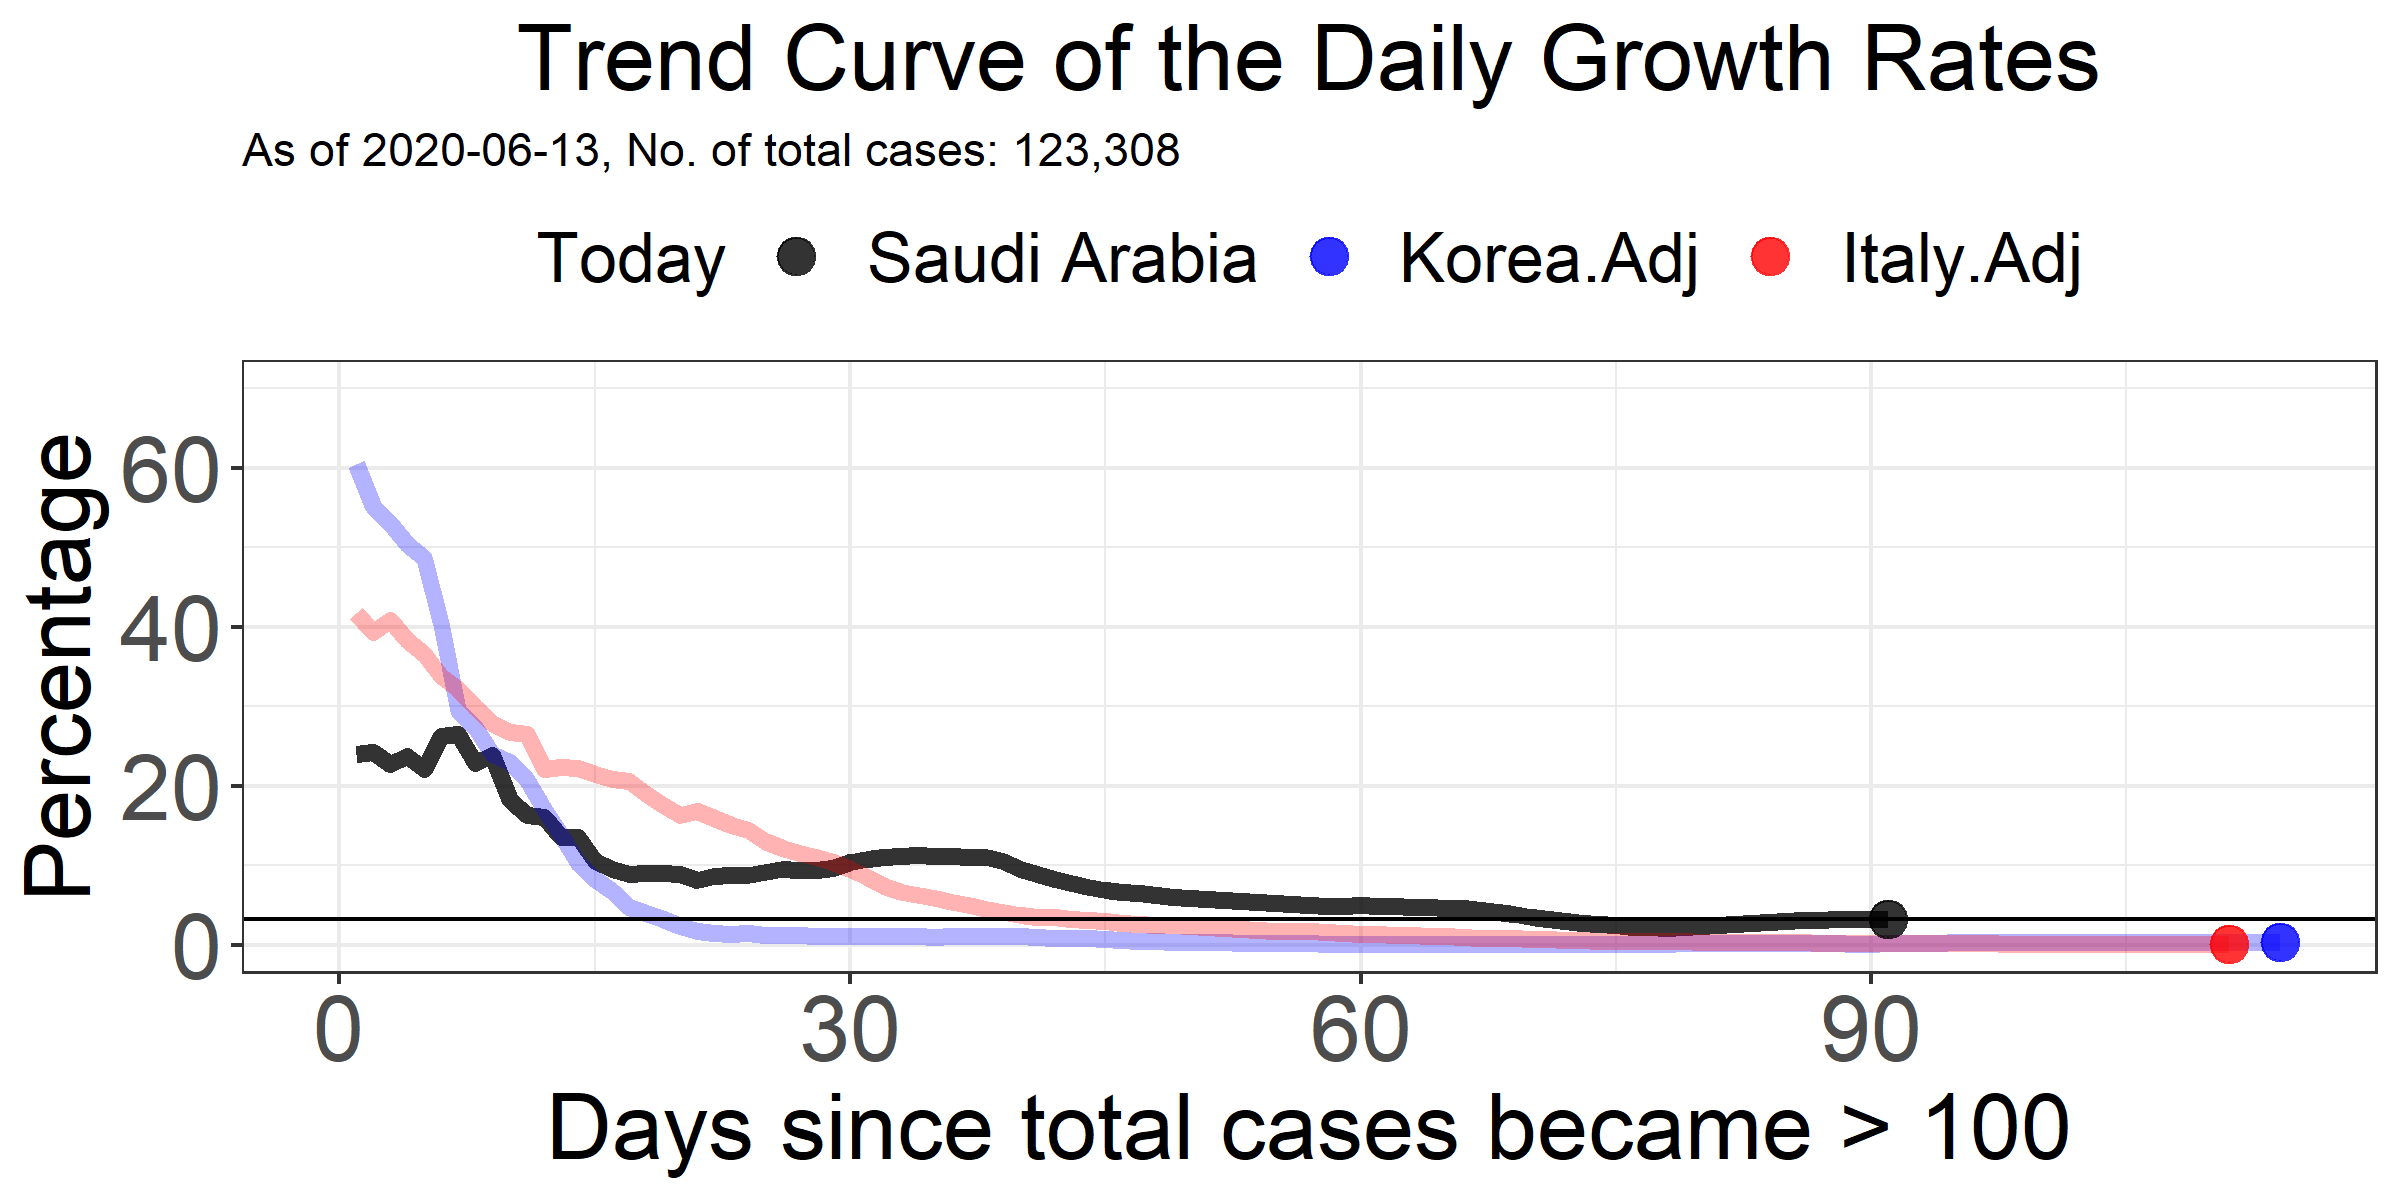 Trend Curve of the Daily Growth Rates
As of 2020-06-13, No. of total cases: 123,308
Today Saudi Arabia Korea.Adj Italy.Adj
Percentage
60
40
20
0
0 30 60 90
Days since total cases became > 100